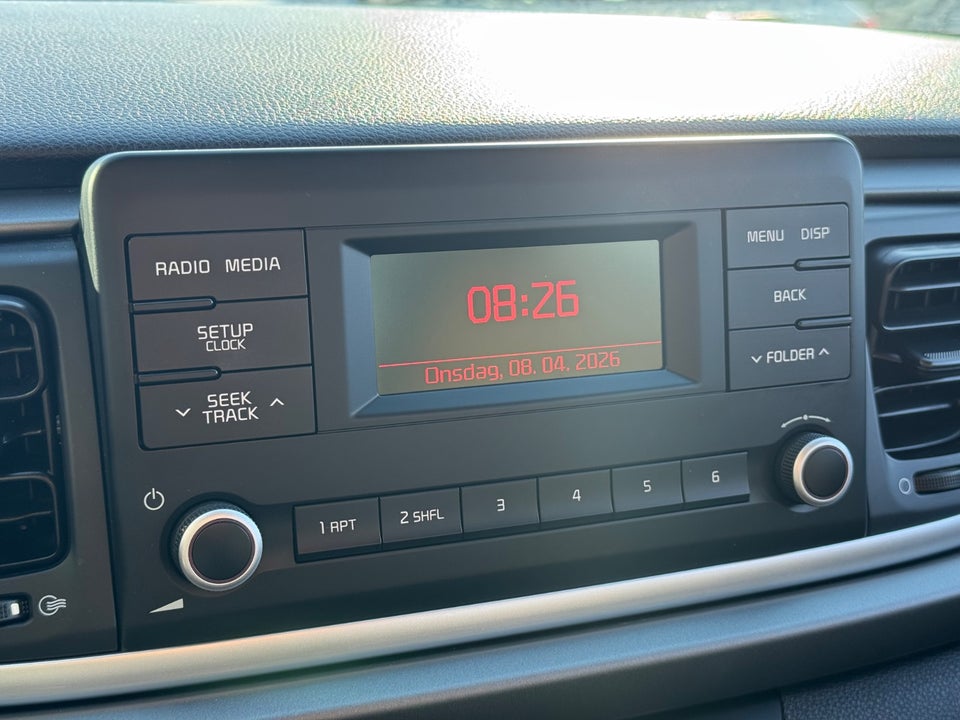 RADIO MEDIA
SETUP
CLOCK
SEEK
TRACK
08:26
Onsdag, 08. 04. 2026
MENU DISP
BACK
FOLDER
1 RPT
2 SHFL
3
4
5
6